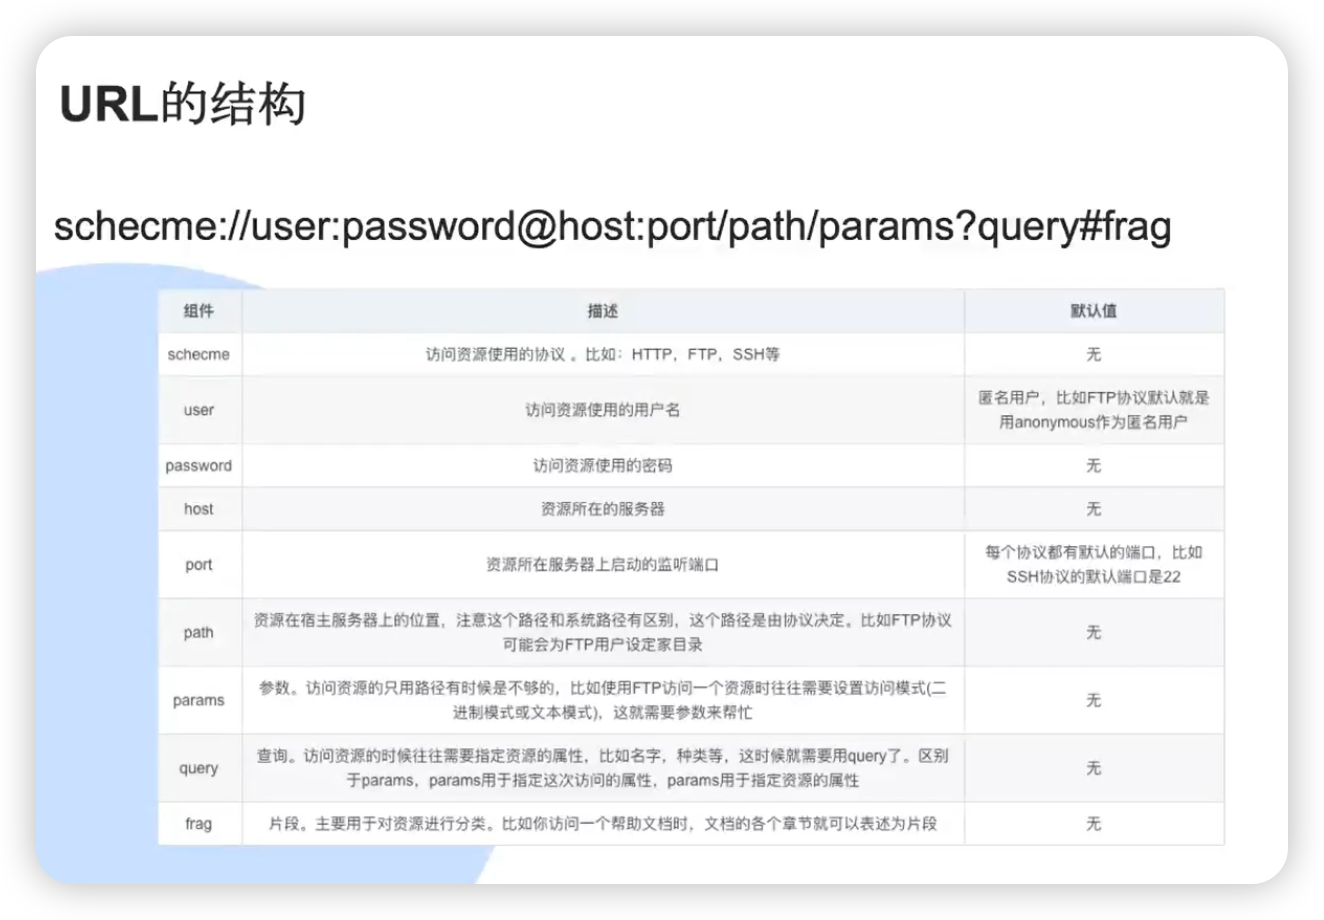 URL的结构
schecme://user:password@host:port/path/params?query#frag
组件 描述 默认值
schecme 访问资源使用的协议 。比如：HTTP，FTP，SSH等 无
user 访问资源使用的用户名 匿名用户，比如FTP协议默认就是
用anonymous作为匿名用户
password 访问资源使用的密码 无
host 资源所在的服务器 无
port 资源所在服务器上启动的监听端口 每个协议都有默认的端口，比如
SSH协议的默认端口是22
path 资源在宿主服务器上的位置，注意这个路径和系统路径有区别，这个路径是由协议决定。比如FTP协议
可能会为FTP用户设定家目录 无
params 参数。访问资源的只用路径有时候是不够的，比如使用FTP访问一个资源时往往需要设置访问模式(二
进制模式或文本模式)，这就需要参数来帮忙 无
query 查询。访问资源的时候往往需要指定资源的属性，比如名字，种类等，这时候就需要用query了。区别
于params，params用于指定这次访问的属性，params用于指定资源的属性 无
frag 片段。主要用于对资源进行分类。比如你访问一个帮助文档时，文档的各个章节就可以表述为片段 无